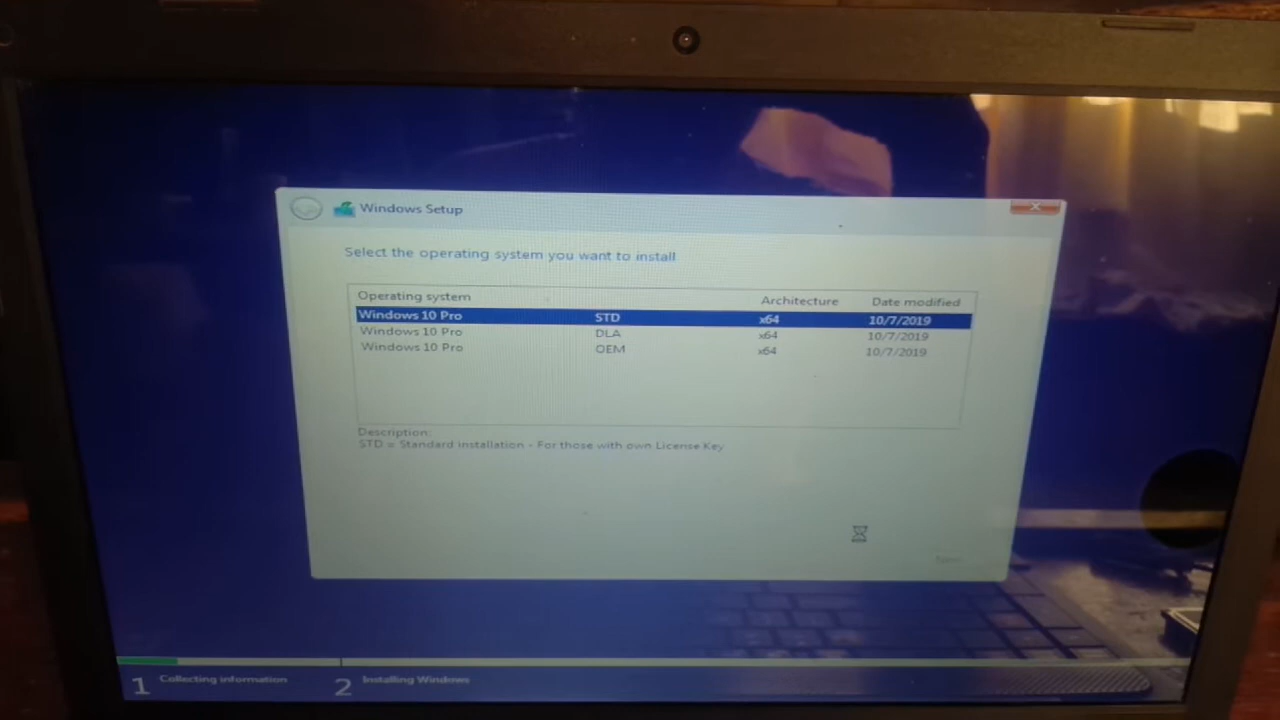 Windows Setup
Select the operating system you want to install
Operating system Architecture Date modified
Windows 10 Pro STD x64 10/7/2019
Windows 10 Pro DLA x64 10/7/2019
Windows 10 Pro OEM x64 10/7/2019
Description:
STD = Standard installation - For those with own License Key
Next
1 Collecting information 2 Installing Windows